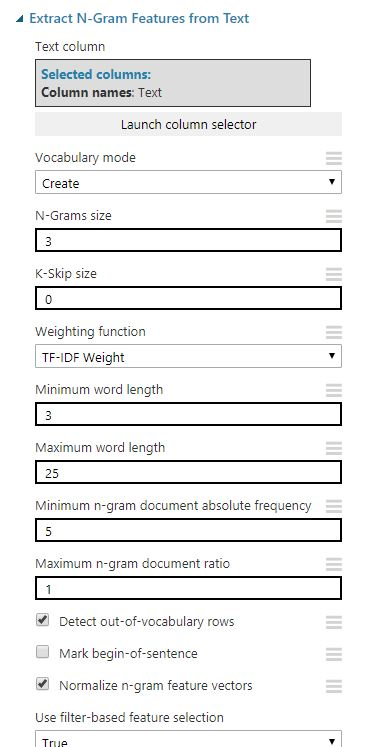 Extract N-Gram Features from Text
Text column
Selected columns:
Column names: Text
Launch column selector
Vocabulary mode
Create
N-Grams size
3
K-Skip size
0
Weighting function
TF-IDF Weight
Minimum word length
3
Maximum word length
25
Minimum n-gram document absolute frequency
5
Maximum n-gram document ratio
1
Detect out-of-vocabulary rows
Mark begin-of-sentence
Normalize n-gram feature vectors
Use filter-based feature selection
True